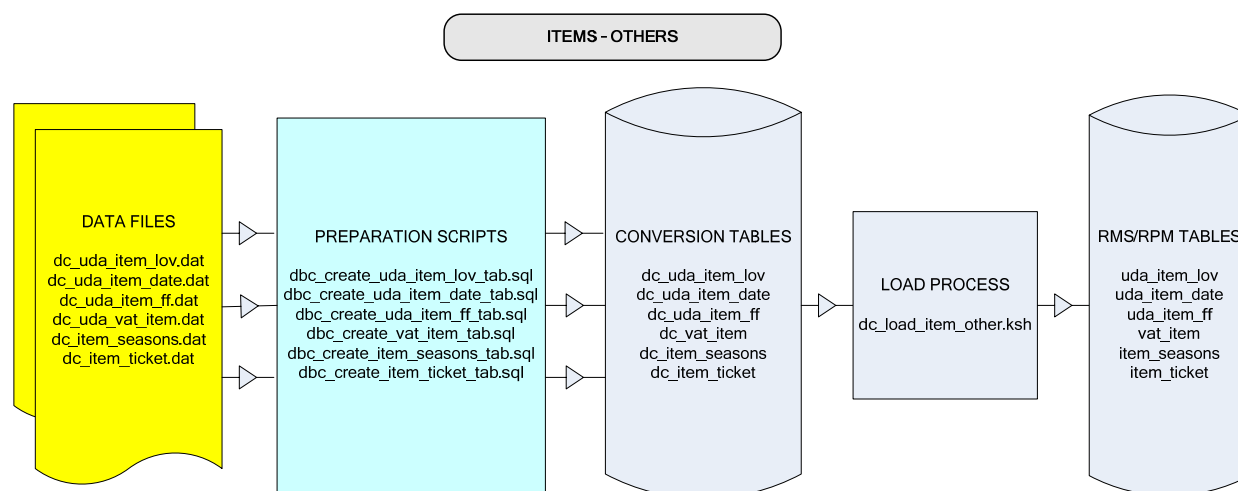 ITEMS - OTHERS
DATA FILES
dc_uda_item_lov.dat
dc_uda_item_date.dat
dc_uda_item_ff.dat
dc_uda_vat_item.dat
dc_item_seasons.dat
dc_item_ticket.dat
PREPARATION SCRIPTS
dbc_create_uda_item_lov_tab.sql
dbc_create_uda_item_date_tab.sql
dbc_create_uda_item_ff_tab.sql
dbc_create_vat_item_tab.sql
dbc_create_item_seasons_tab.sql
dbc_create_item_ticket_tab.sql
CONVERSION TABLES
dc_uda_item_lov
dc_uda_item_date
dc_uda_item_ff
dc_vat_item
dc_item_seasons
dc_item_ticket
LOAD PROCESS
dc_load_item_other.ksh
RMS/RPM TABLES
uda_item_lov
uda_item_date
uda_item_ff
vat_item
item_seasons
item_ticket